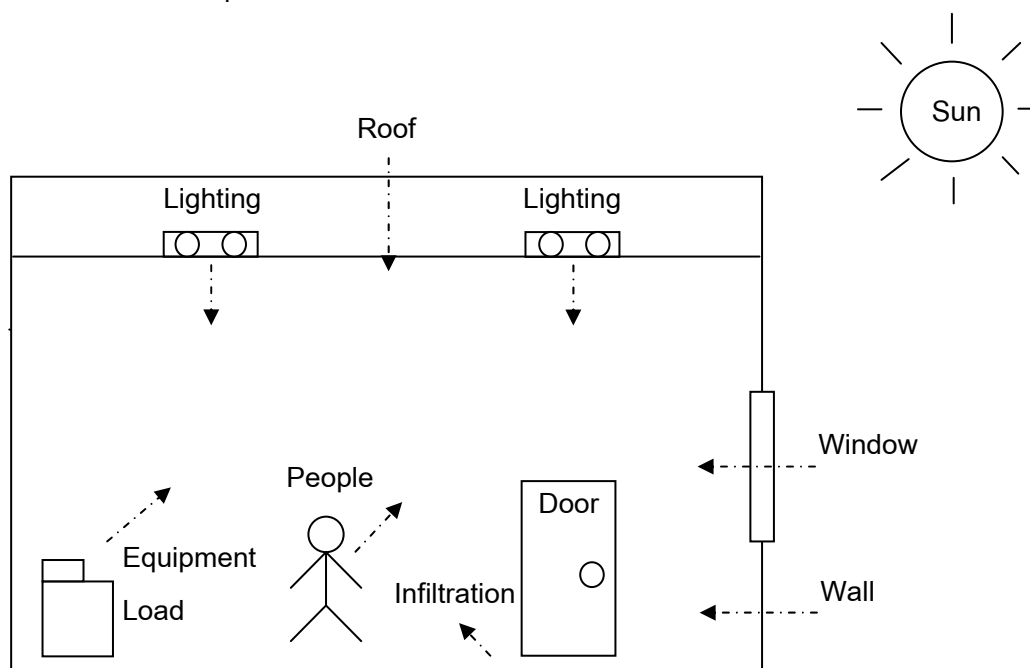 Sun
Roof
Lighting
Lighting
Window
People
Door
Equipment
Load
Infiltration
Wall